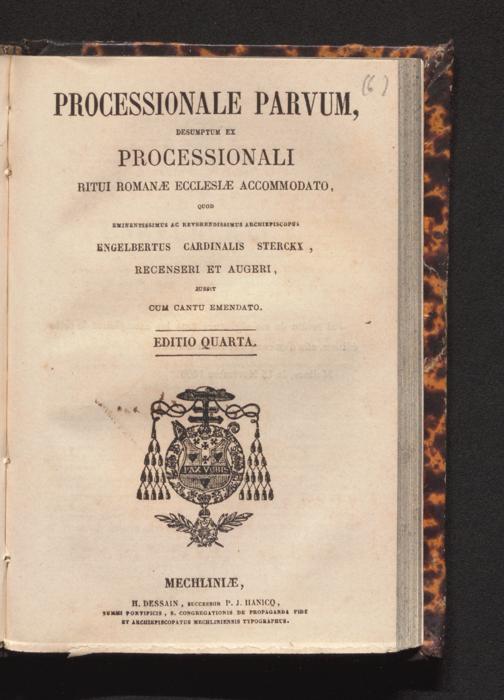 (6)
PROCESSIONALE PARVUM,
DESUMPTUM EX
PROCESSIONALI
RITUI ROMANÆ ECCLESIÆ ACCOMMODATO,
QUOD
EMINENTISSIMUS AC REVERENDISSIMUS ARCHIEPISCOPUS
ENGELBERTUS CARDINALIS STERCKX,
RECENSERI ET AUGERI,
JUSSIT
CUM CANTU EMENDATO.
EDITIO QUARTA.
PAX VOBIS
MECHLINIÆ,
H. DESSAIN, SUCCESSOR P. J. HANICQ,
SUMMI PONTIFICIS, S. CONGREGATIONIS DE PROPAGANDA FIDE
ET ARCHIEPISCOPATUS MECHLINIENSIS TYPOGRAPHUS.